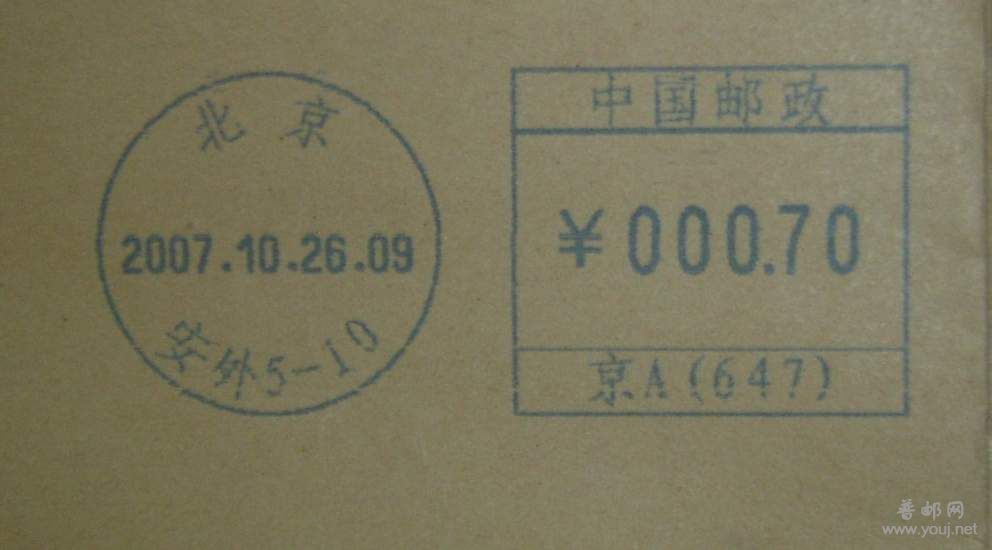 北京
2007.10.26.09
安外5-10
中国邮政
¥000.70
京A(647)
普邮网
www.youj.net